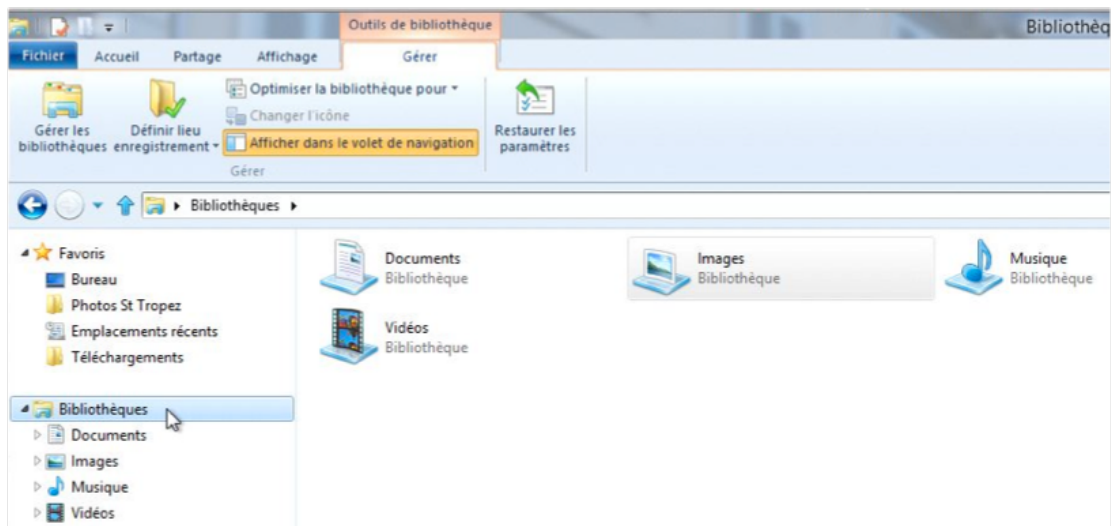 Outils de bibliothèque
Bibliothèq
Fichier Accueil Partage Affichage Gérer
Gérer les bibliothèques
Définir lieu enregistrement
Optimiser la bibliothèque pour
Changer l'icône
Afficher dans le volet de navigation
Restaurer les paramètres
Gérer
Bibliothèques
Favoris
Bureau
Photos St Tropez
Emplacements récents
Téléchargements
Bibliothèques
Documents
Images
Musique
Vidéos
Documents
Bibliothèque
Images
Bibliothèque
Musique
Bibliothèque
Vidéos
Bibliothèque